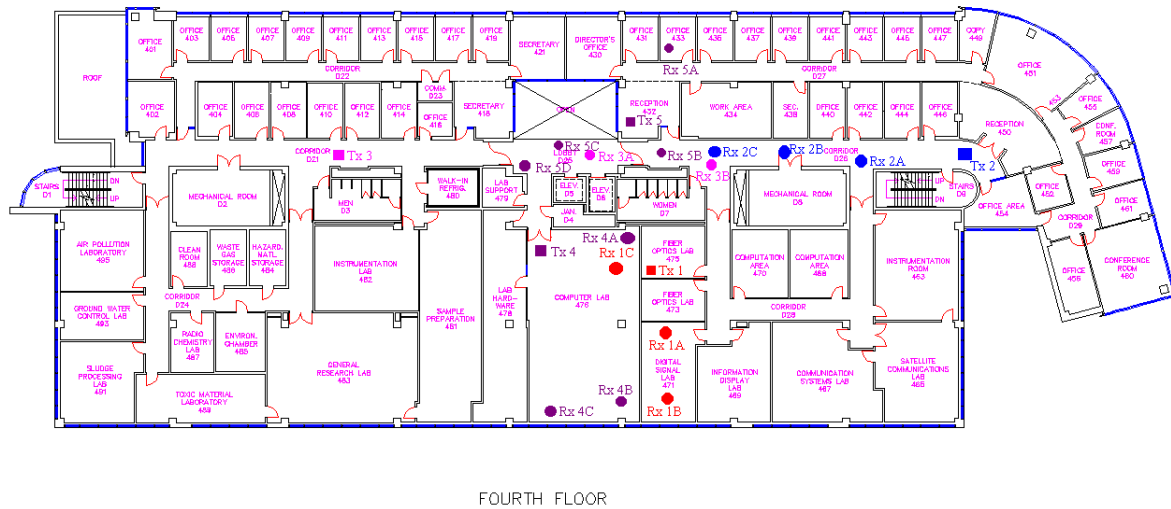 OFFICE 401
OFFICE 403
OFFICE 405
OFFICE 407
OFFICE 409
OFFICE 411
OFFICE 413
OFFICE 415
OFFICE 417
OFFICE 419
SECRETARY 421
DIRECTOR'S OFFICE 430
OFFICE 431
OFFICE 433
OFFICE 435
OFFICE 437
OFFICE 439
OFFICE 441
OFFICE 443
OFFICE 445
OFFICE 447
COPY 449
OFFICE 451
Rx 5A
ROOF
CORRIDOR D22
CORRIDOR D27
OFFICE 402
OFFICE 404
OFFICE 406
OFFICE 408
OFFICE 410
OFFICE 412
OFFICE 414
COMM. D23
OFFICE 416
SECRETARY 418
OPEN
RECEPTION 432
Tx 5
WORK AREA 434
SEC. 438
OFFICE 440
OFFICE 442
OFFICE 444
OFFICE 446
RECEPTION 450
453
OFFICE 455
CONF. ROOM 457
OFFICE 459
OFFICE 461
CORRIDOR D21
Tx 3
Rx 5C
LOBBY
Rx 5D
Rx 3A
Rx 5B
Rx 2C
Rx 3B
Rx 2B
CORRIDOR D26
Rx 2A
Tx 2
STAIRS D1
DN
UP
MECHANICAL ROOM D2
MEN D3
WALK-IN REFRIG. 480
LAB SUPPORT 479
ELEV. D5
ELEV. D6
JAN. D4
WOMEN D7
MECHANICAL ROOM D8
UP
DN
STAIRS D9
OFFICE AREA 454
OFFICE 452
CORRIDOR D29
CONFERENCE ROOM 460
AIR POLLUTION LABORATORY 495
CLEAN ROOM 488
WASTE GAS STORAGE 486
HAZARD. MATL. STORAGE 484
INSTRUMENTATION LAB 482
Tx 4
Rx 4A
Rx 1C
Tx 1
FIBER OPTICS LAB 475
COMPUTATION AREA 470
COMPUTATION AREA 468
INSTRUMENTATION ROOM 463
GROUND WATER CONTROL LAB 493
CORRIDOR D24
SAMPLE PREPARATION 481
LAB HARD-WARE 478
COMPUTER LAB 476
FIBER OPTICS LAB 473
CORRIDOR D28
SLUDGE PROCESSING LAB 491
RADIO CHEMISTRY LAB 487
ENVIRON. CHAMBER 485
GENERAL RESEARCH LAB 483
Rx 1A
DIGITAL SIGNAL LAB 471
INFORMATION DISPLAY LAB 469
COMMUNICATION SYSTEMS LAB 467
SATELLITE COMMUNICATIONS LAB 465
TOXIC MATERIAL LABORATORY 489
Rx 4C
Rx 4B
Rx 1B
FOURTH FLOOR